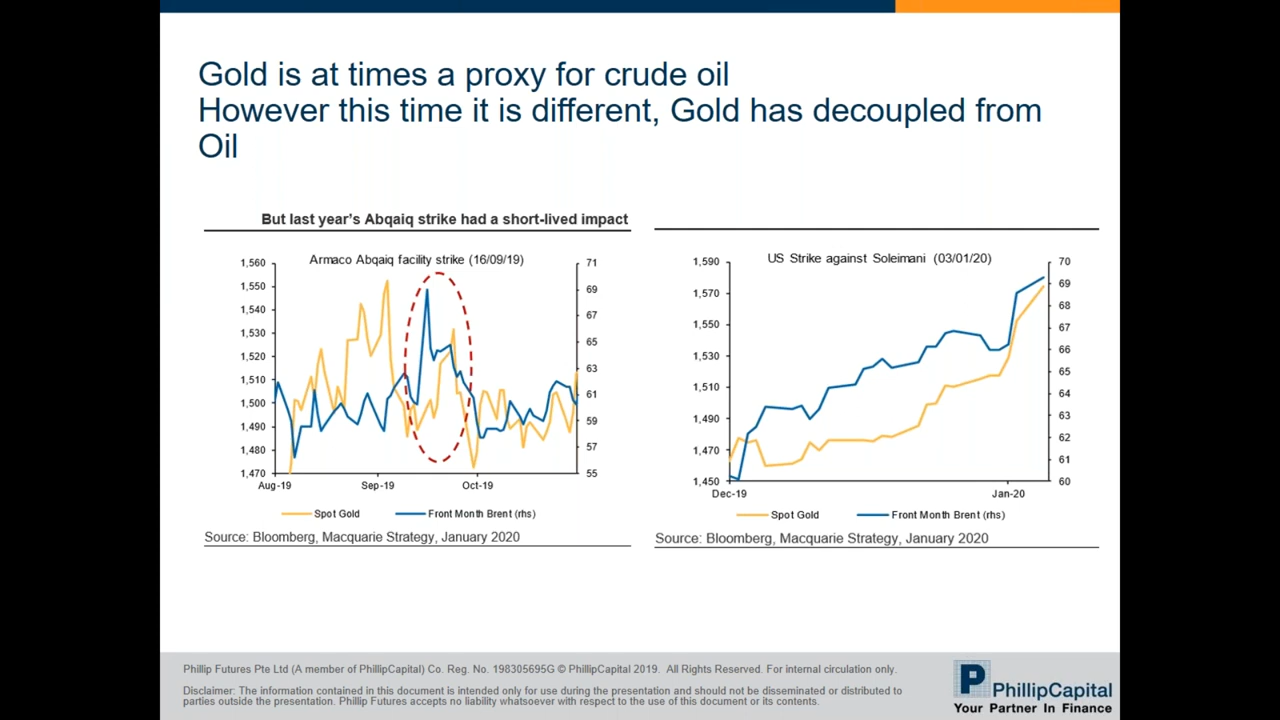 Gold is at times a proxy for crude oil
However this time it is different, Gold has decoupled from
Oil
But last year's Abqaiq strike had a short-lived impact
Armaco Abqaiq facility strike (16/09/19)
1,560
1,550
1,540
1,530
1,520
1,510
1,500
1,490
1,480
1,470
71
69
67
65
63
61
59
57
55
Aug-19 Sep-19 Oct-19
Spot Gold Front Month Brent (rhs)
Source: Bloomberg, Macquarie Strategy, January 2020
US Strike against Soleimani (03/01/20)
1,590
1,570
1,550
1,530
1,510
1,490
1,470
1,450
70
69
68
67
66
65
64
63
62
61
60
Dec-19 Jan-20
Spot Gold Front Month Brent (rhs)
Source: Bloomberg, Macquarie Strategy, January 2020
Phillip Futures Pte Ltd (A member of PhillipCapital) Co. Reg. No. 198305695G © PhillipCapital 2019. All Rights Reserved. For internal circulation only.
Disclaimer: The information contained in this document is intended only for use during the presentation and should not be disseminated or distributed to
parties outside the presentation. Phillip Futures accepts no liability whatsoever with respect to the use of this document or its contents.
P PhillipCapital
Your Partner In Finance